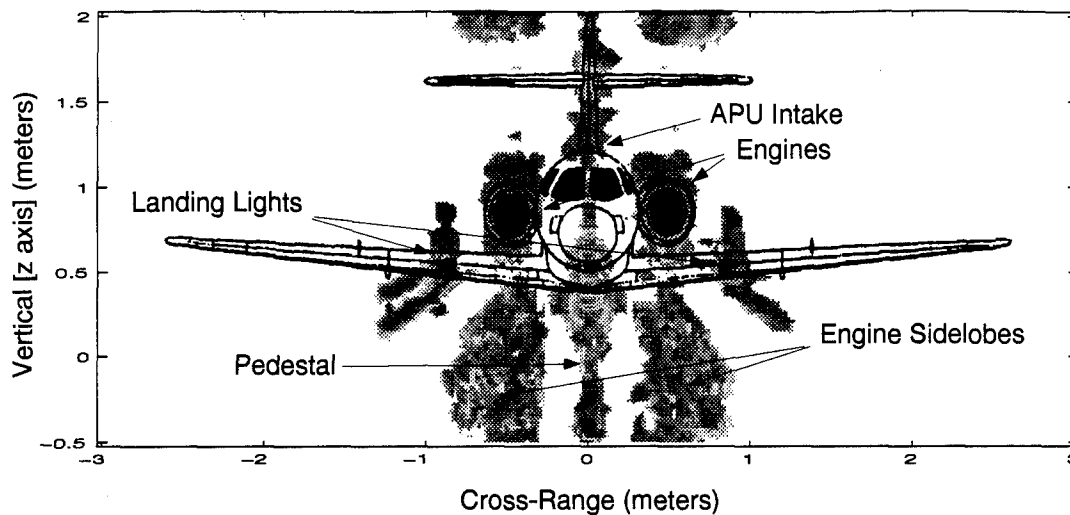 2
1.5
1
0.5
0
−0.5
Vertical [z axis] (meters)
APU Intake
Engines
Landing Lights
Engine Sidelobes
Pedestal
−3
−2
−1
0
1
2
3
Cross-Range (meters)